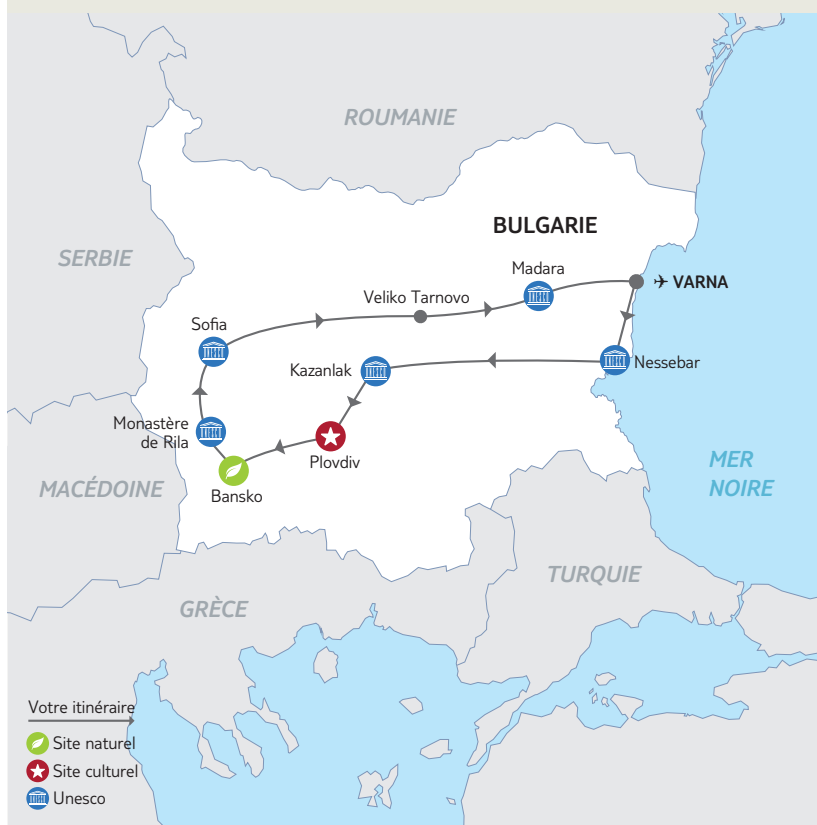 ROUMANIE
BULGARIE
SERBIE
Madara
VARNA
Veliko Tarnovo
Sofia
Kazanlak
Nessebar
Monastère
de Rila
Plovdiv
Bansko
MER
NOIRE
MACÉDOINE
TURQUIE
GRÈCE
Votre itinéraire
Site naturel
Site culturel
Unesco